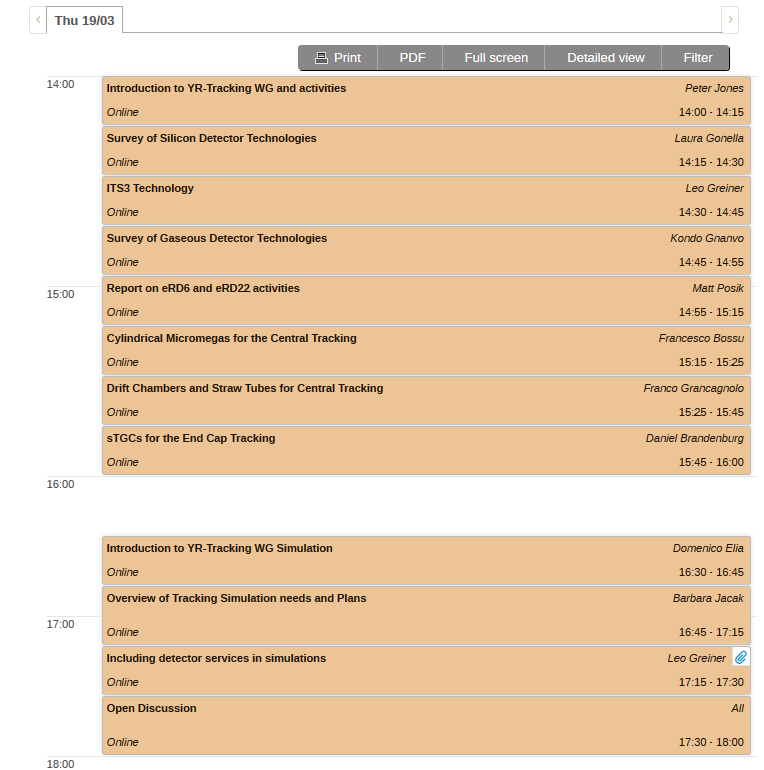 Thu 19/03
Print PDF Full screen Detailed view Filter
14:00
Introduction to YR-Tracking WG and activities Peter Jones
Online 14:00 - 14:15
Survey of Silicon Detector Technologies Laura Gonella
Online 14:15 - 14:30
ITS3 Technology Leo Greiner
Online 14:30 - 14:45
Survey of Gaseous Detector Technologies Kondo Gnanvo
Online 14:45 - 14:55
15:00
Report on eRD6 and eRD22 activities Matt Posik
Online 14:55 - 15:15
Cylindrical Micromegas for the Central Tracking Francesco Bossu
Online 15:15 - 15:25
Drift Chambers and Straw Tubes for Central Tracking Franco Grancagnolo
Online 15:25 - 15:45
sTGCs for the End Cap Tracking Daniel Brandenburg
Online 15:45 - 16:00
16:00
Introduction to YR-Tracking WG Simulation Domenico Elia
Online 16:30 - 16:45
Overview of Tracking Simulation needs and Plans Barbara Jacak
17:00
Online 16:45 - 17:15
Including detector services in simulations Leo Greiner
Online 17:15 - 17:30
Open Discussion All
Online 17:30 - 18:00
18:00